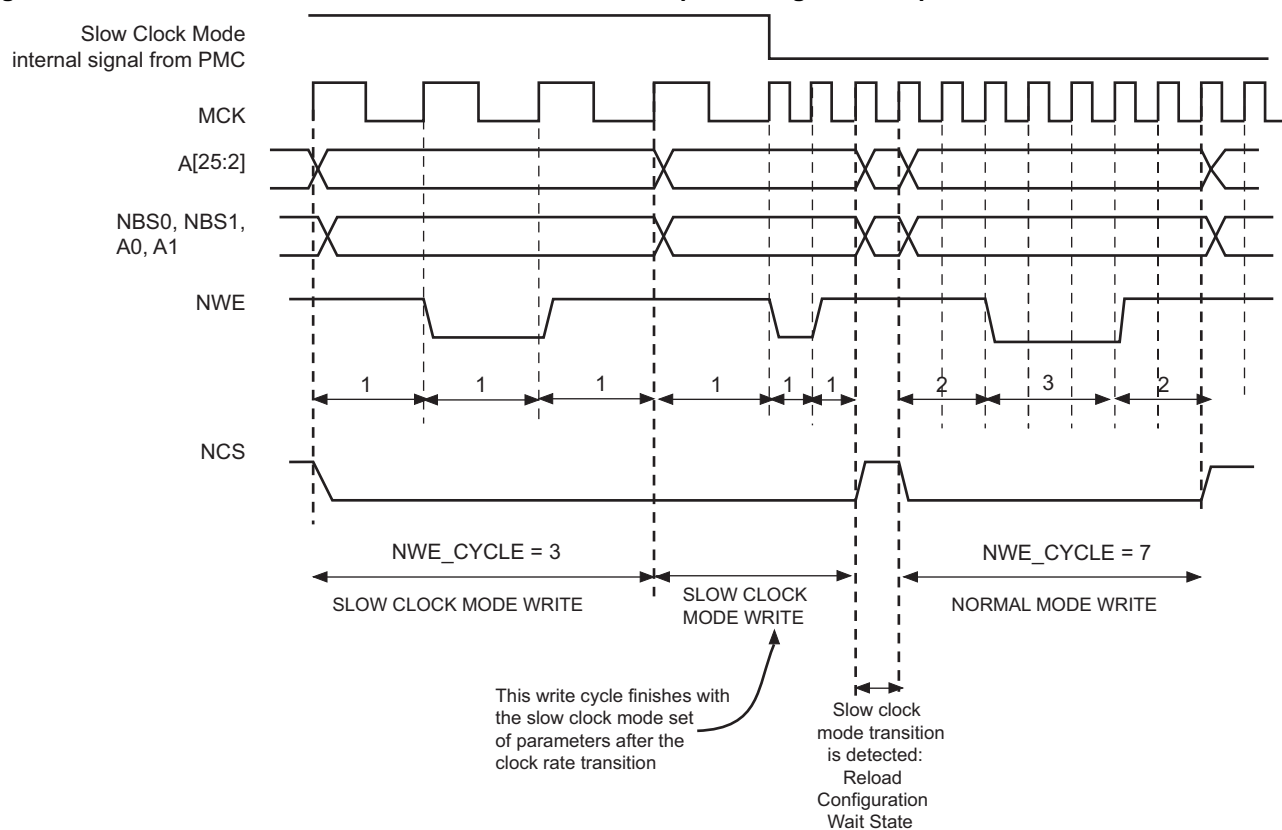 Slow Clock Mode
internal signal from PMC
MCK
A[25:2]
NBS0, NBS1,
A0, A1
NWE
1 1 1 1 1 1 2 3 2
NCS
NWE_CYCLE = 3 NWE_CYCLE = 7
SLOW CLOCK MODE WRITE
SLOW CLOCK
MODE WRITE
NORMAL MODE WRITE
This write cycle finishes with
the slow clock mode set
of parameters after the
clock rate transition
Slow clock
mode transition
is detected:
Reload
Configuration
Wait State